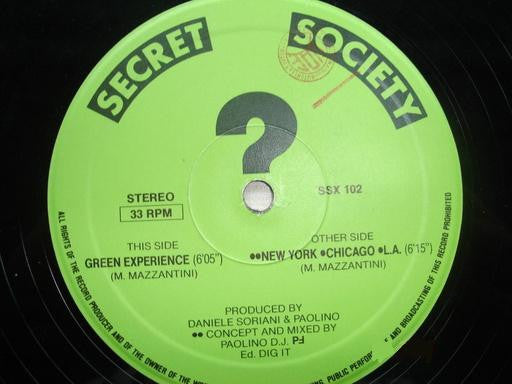 SECRET SOCIETY
?
STEREO
SSX 102
33 RPM
THIS SIDE
GREEN EXPERIENCE (6'05")
(M. MAZZANTINI)
OTHER SIDE
●●NEW YORK ●CHICAGO ●L.A. (6'15")
(M. MAZZANTINI)
PRODUCED BY
DANIELE SORIANI & PAOLINO
●● CONCEPT AND MIXED BY
PAOLINO D.J.
Ed. DIG IT
ALL RIGHTS OF THE RECORD PRODUCER AND OF THE OWNER OF THE
PUBLIC
AND BROADCASTING OF THIS RECORD PROHIBITED